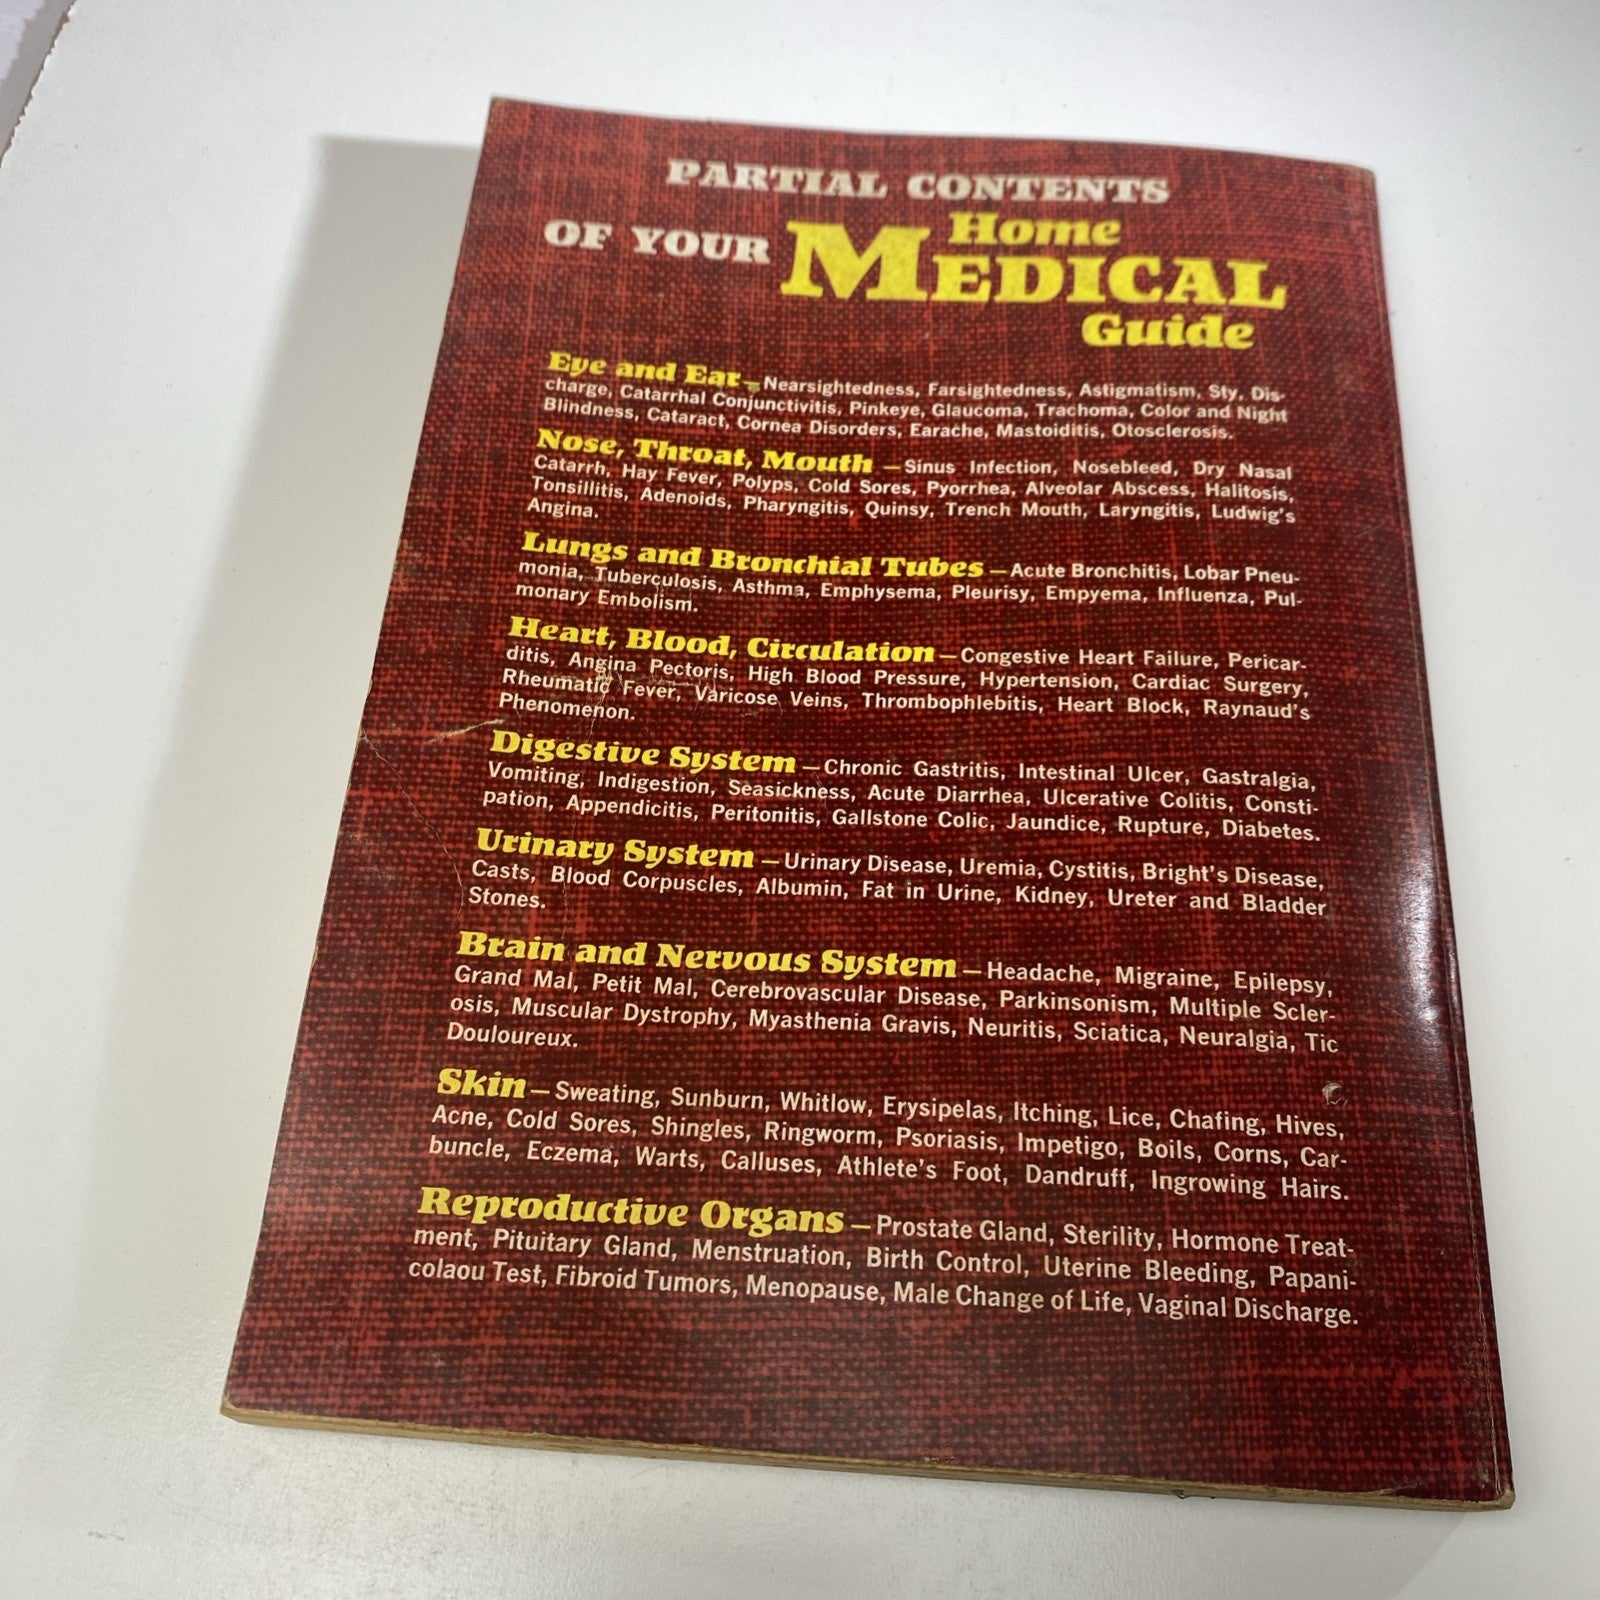 PARTIAL CONTENTS
OF YOUR Home MEDICAL Guide
Eye and Ear—Nearsightedness, Farsightedness, Astigmatism, Sty, Dis-
charge, Catarrhal Conjunctivitis, Pinkeye, Glaucoma, Trachoma, Color and Night
Blindness, Cataract, Cornea Disorders, Earache, Mastoiditis, Otosclerosis.
Nose, Throat, Mouth—Sinus Infection, Nosebleed, Dry Nasal
Catarrh, Hay Fever, Polyps, Cold Sores, Pyorrhea, Alveolar Abscess, Halitosis,
Tonsillitis, Adenoids, Pharyngitis, Quinsy, Trench Mouth, Laryngitis, Ludwig's
Angina.
Lungs and Bronchial Tubes—Acute Bronchitis, Lobar Pneu-
monia, Tuberculosis, Asthma, Emphysema, Pleurisy, Empyema, Influenza, Pul-
monary Embolism.
Heart, Blood, Circulation—Congestive Heart Failure, Pericar-
ditis, Angina Pectoris, High Blood Pressure, Hypertension, Cardiac Surgery,
Rheumatic Fever, Varicose Veins, Thrombophlebitis, Heart Block, Raynaud's
Phenomenon.
Digestive System—Chronic Gastritis, Intestinal Ulcer, Gastralgia,
Vomiting, Indigestion, Seasickness, Acute Diarrhea, Ulcerative Colitis, Consti-
pation, Appendicitis, Peritonitis, Gallstone Colic, Jaundice, Rupture, Diabetes.
Urinary System—Urinary Disease, Uremia, Cystitis, Bright's Disease,
Casts, Blood Corpuscles, Albumin, Fat in Urine, Kidney, Ureter and Bladder
Stones.
Brain and Nervous System—Headache, Migraine, Epilepsy,
Grand Mal, Petit Mal, Cerebrovascular Disease, Parkinsonism, Multiple Scler-
osis, Muscular Dystrophy, Myasthenia Gravis, Neuritis, Sciatica, Neuralgia, Tic
Douloureux.
Skin—Sweating, Sunburn, Whitlow, Erysipelas, Itching, Lice, Chafing, Hives,
Acne, Cold Sores, Shingles, Ringworm, Psoriasis, Impetigo, Boils, Corns, Car-
buncle, Eczema, Warts, Calluses, Athlete's Foot, Dandruff, Ingrowing Hairs.
Reproductive Organs—Prostate Gland, Sterility, Hormone Treat-
ment, Pituitary Gland, Menstruation, Birth Control, Uterine Bleeding, Papani-
colaou Test, Fibroid Tumors, Menopause, Male Change of Life, Vaginal Discharge.